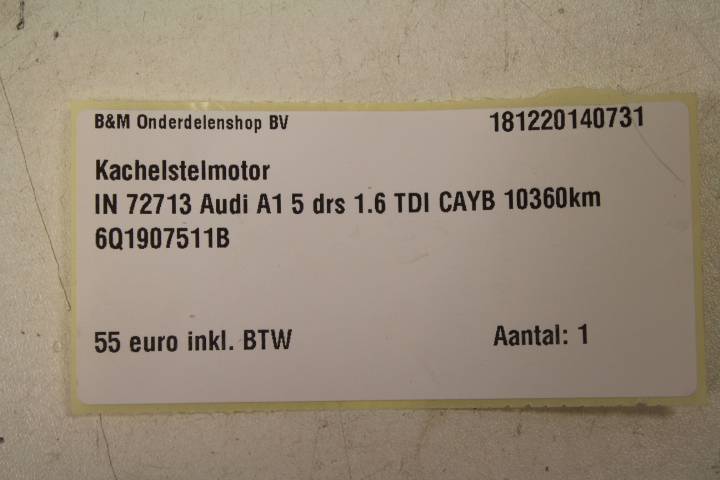 B&M Onderdelenshop BV 181220140731
Kachelstelmotor
IN 72713 Audi A1 5 drs 1.6 TDI CAYB 10360km
6Q1907511B
55 euro inkl. BTW Aantal: 1